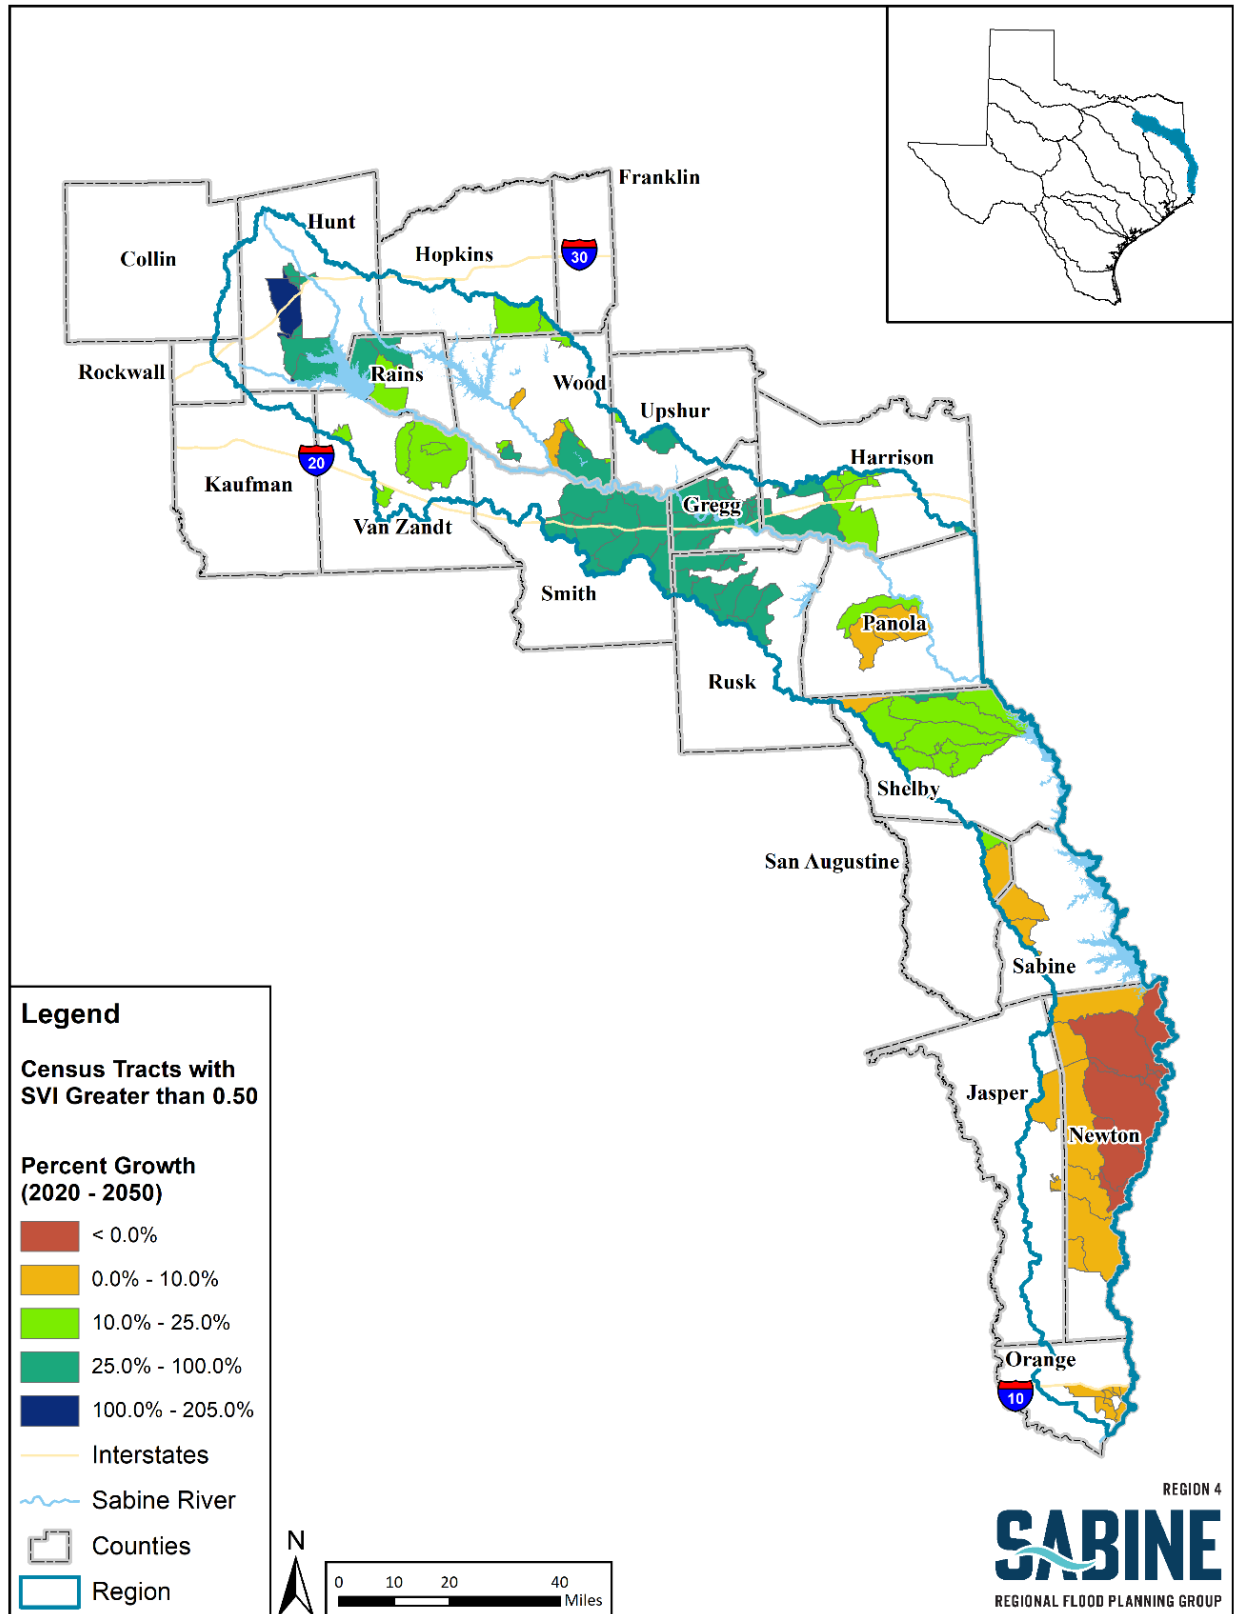 Franklin
Hunt
Collin
Hopkins
30
Rockwall
Rains
Wood
Upshur
Harrison
20
Kaufman
Gregg
Van Zandt
Smith
Panola
Rusk
Shelby
San Augustine
Sabine
Jasper
Newton
Orange
10
Legend
Census Tracts with
SVI Greater than 0.50
Percent Growth
(2020 - 2050)
< 0.0%
0.0% - 10.0%
10.0% - 25.0%
25.0% - 100.0%
100.0% - 205.0%
Interstates
Sabine River
Counties
Region
N
0 10 20 40
Miles
REGION 4
SABINE
REGIONAL FLOOD PLANNING GROUP